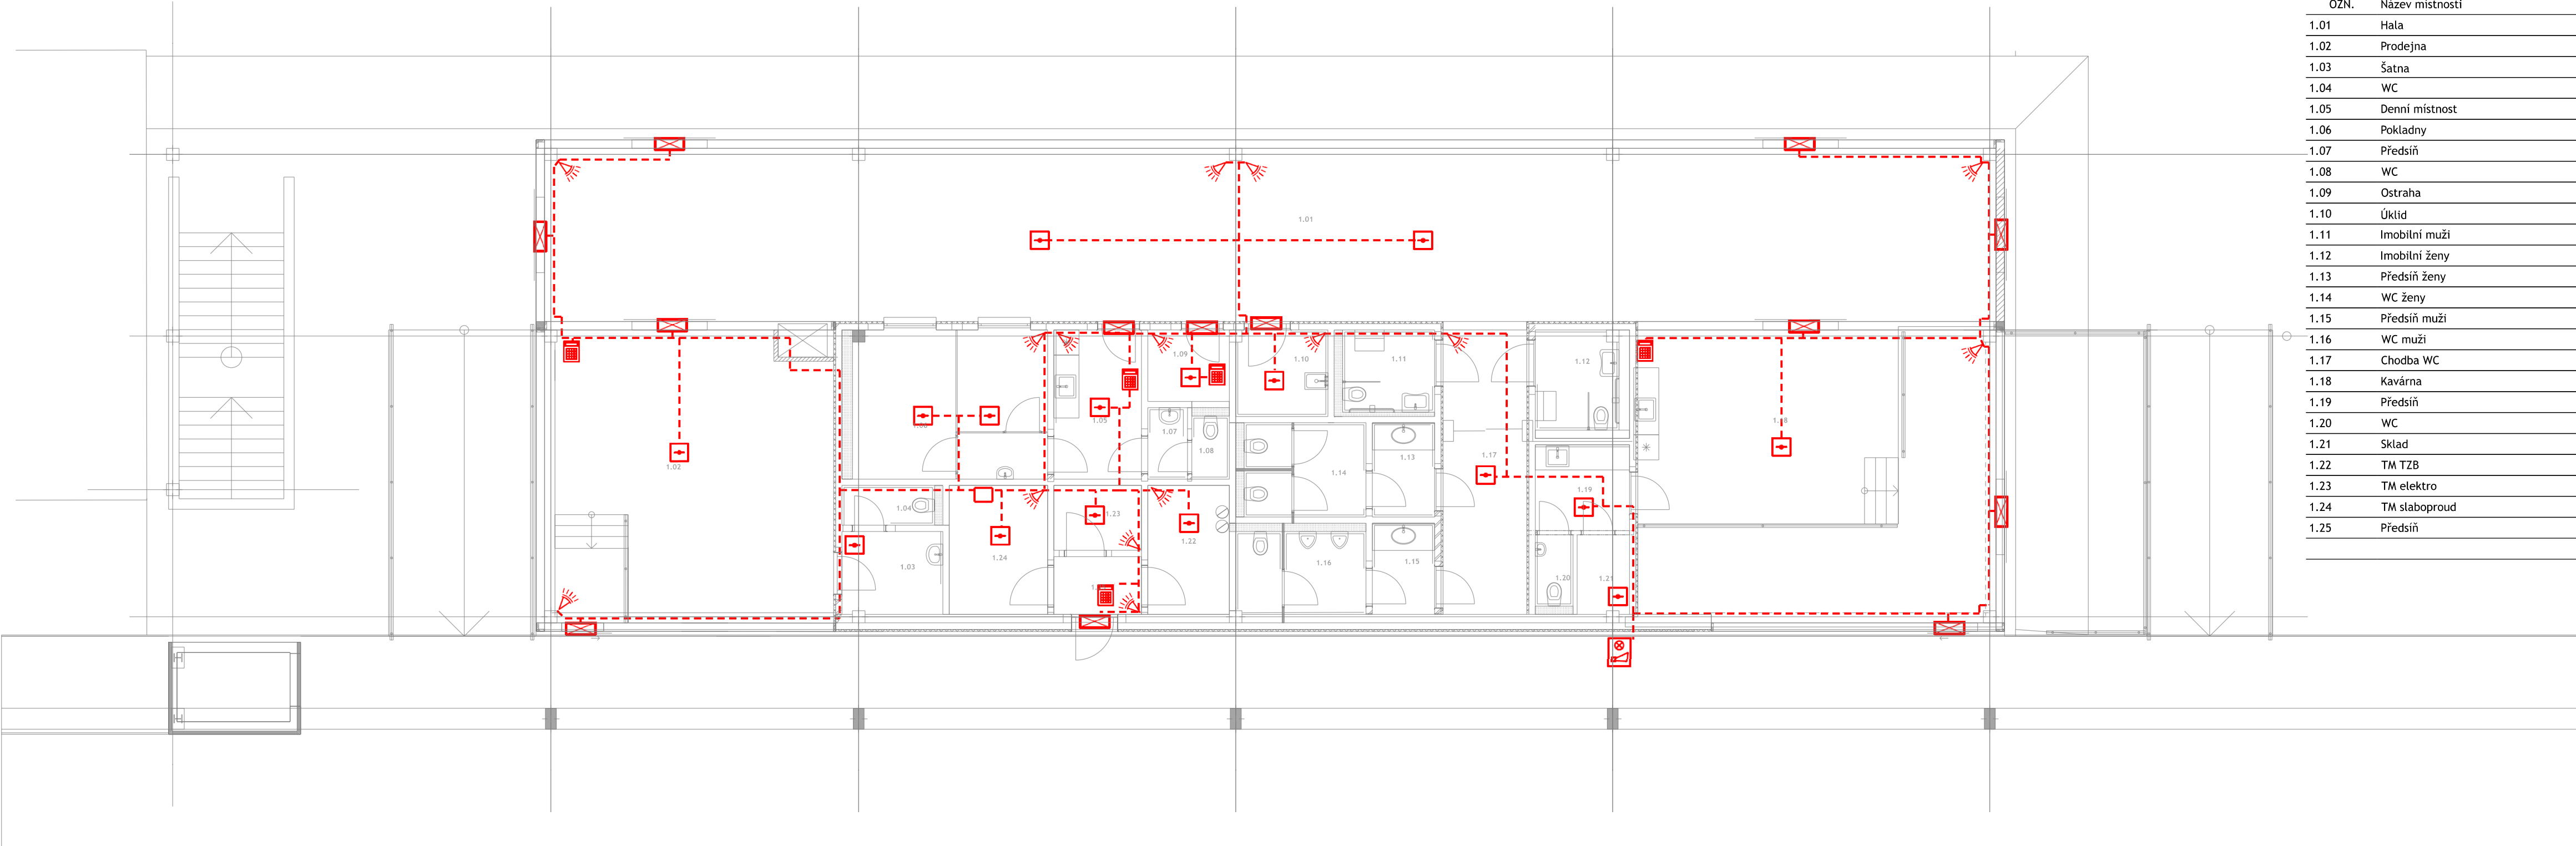 OZN. Název místnosti
1.01 Hala
1.02 Prodejna
1.03 Šatna
1.04 WC
1.05 Denní místnost
1.06 Pokladny
1.07 Předsíň
1.08 WC
1.09 Ostraha
1.10 Úklid
1.11 Imobilní muži
1.12 Imobilní ženy
1.13 Předsíň ženy
1.14 WC ženy
1.15 Předsíň muži
1.16 WC muži
1.17 Chodba WC
1.18 Kavárna
1.19 Předsíň
1.20 WC
1.21 Sklad
1.22 TM TZB
1.23 TM elektro
1.24 TM slaboproud
1.25 Předsíň
1.01
1.09
1.10
1.11
1.12
1.05
1.18
1.07
1.08
1.13
1.17
1.02
1.14
1.19
1.04
1.23
1.22
1.24
1.03
1.16
1.15
1.20
1.21